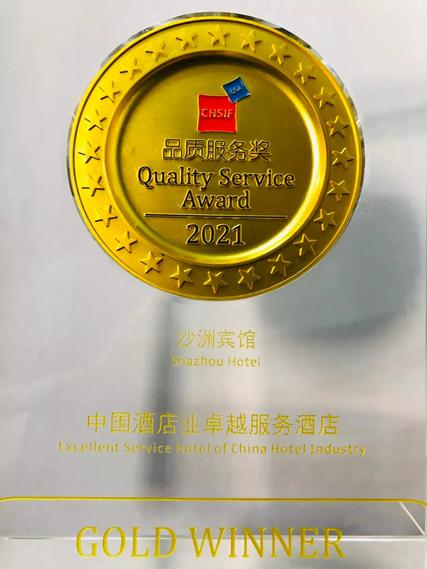 QSA
CHSIF
品质服务奖
Quality Service
Award
2021
沙洲宾馆
Shazhou Hotel
中国酒店业卓越服务酒店
Excellent Service Hotel of China Hotel Industry
GOLD WINNER